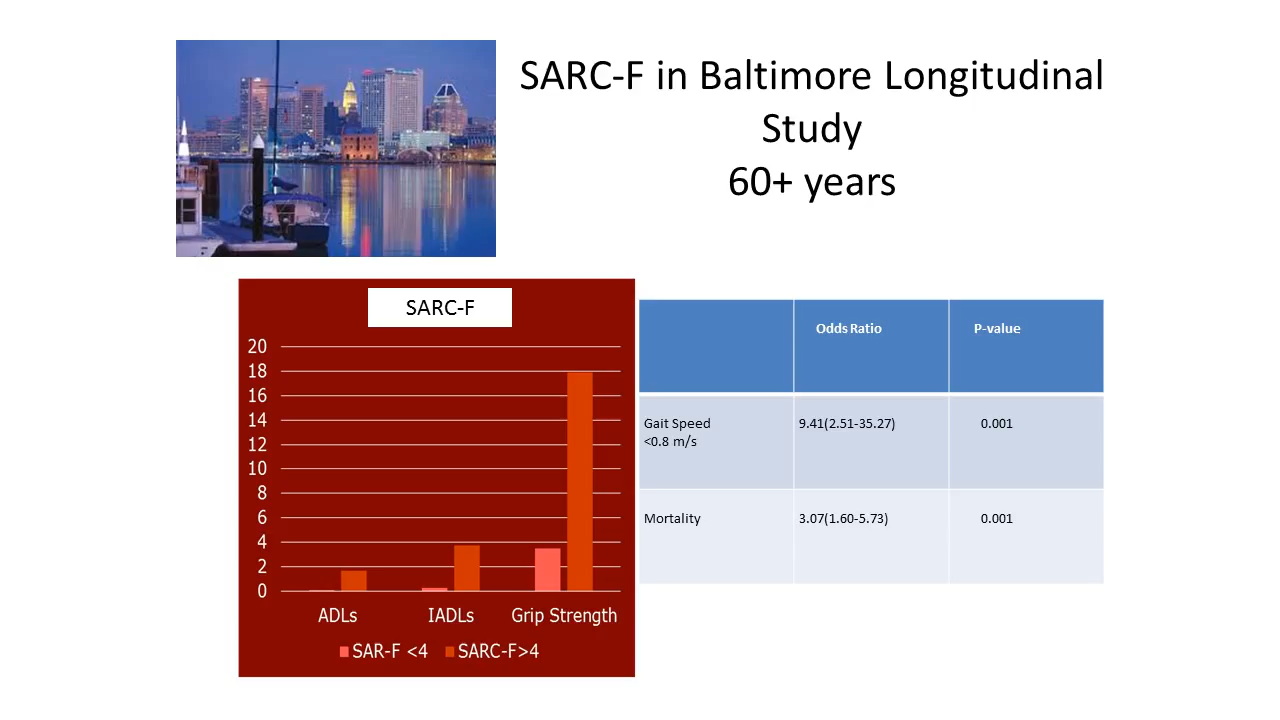 SARC-F in Baltimore Longitudinal
Study
60+ years
SARC-F
20
18
16
14
12
10
8
6
4
2
0
ADLs IADLs Grip Strength
SAR-F <4 SARC-F>4
Odds Ratio P-value
Gait Speed 9.41(2.51-35.27) 0.001
<0.8 m/s
Mortality 3.07(1.60-5.73) 0.001